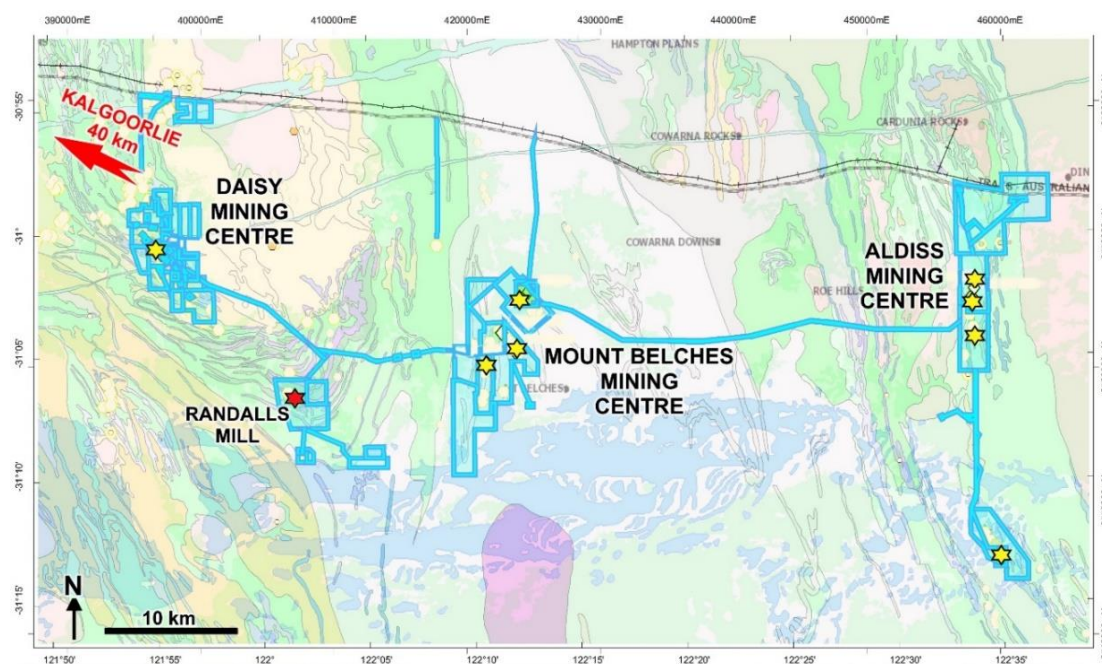 390000mE 400000mE 410000mE 420000mE 430000mE 440000mE 450000mE 460000mE
HAMPTON PLAINS
-30°55
KALGOORLIE
40 km
COWARNA ROCKS
CARDUNIA ROCKS
DIN
TRANS AUSTRALIAN
DAISY
MINING
CENTRE
-31°
COWARNA DOWNS
ALDISS
MINING
CENTRE
ROE HILLS
-31°05
MOUNT BELCHES
MINING
CENTRE
BELCHES
RANDALLS
MILL
-31°10
-31°15
N
10 km
121°50 121°55 122° 122°05 122°10 122°15 122°20 122°25 122°30 122°35